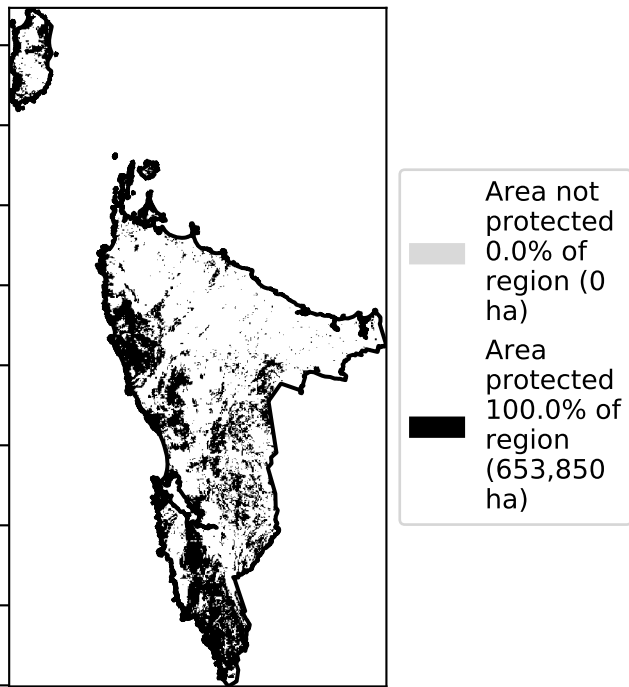 Area not
protected
0.0% of
region (0
ha)
Area
protected
100.0% of
region
(653,850
ha)